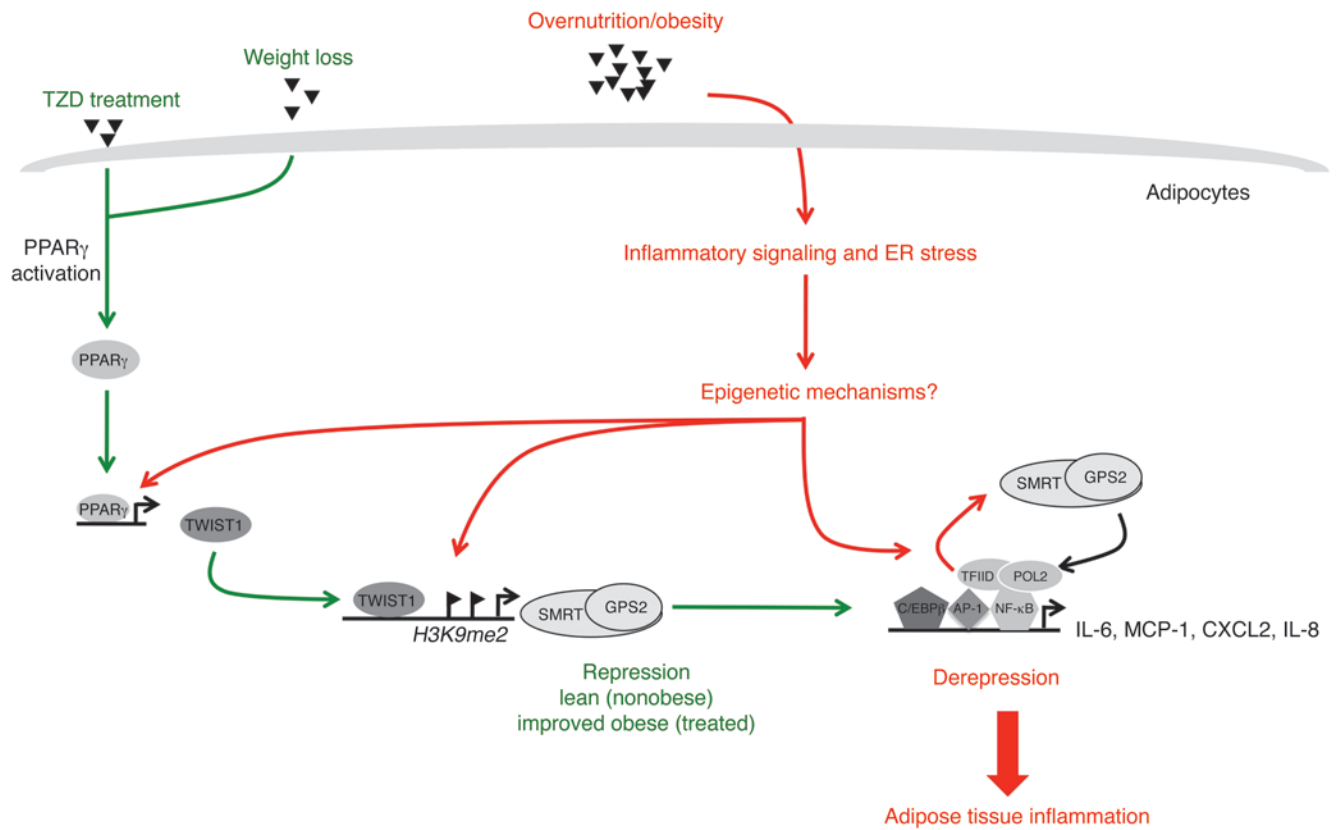 Overnutrition/obesity
Weight loss
TZD treatment
Adipocytes
PPARγ
activation
Inflammatory signaling and ER stress
PPARγ
Epigenetic mechanisms?
SMRT
GPS2
PPARγ
TWIST1
TFIID
POL2
TWIST1
H3K9me2
SMRT
GPS2
C/EBPβ
AP-1
NF-κB
IL-6, MCP-1, CXCL2, IL-8
Repression
lean (nonobese)
improved obese (treated)
Derepression
Adipose tissue inflammation